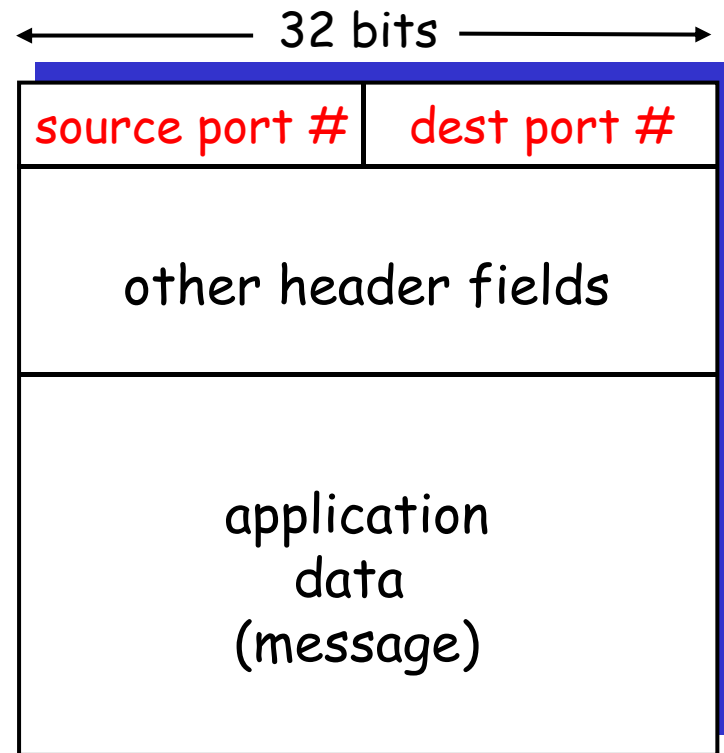 32 bits
source port # dest port #
other header fields
application
data
(message)